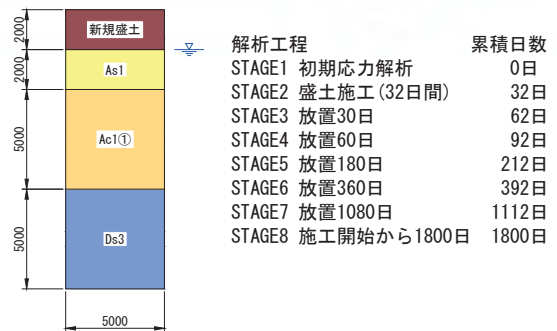 2000
新規盛土
2000
As1
5000
Ac1①
5000
Ds3
5000
解析工程 累積日数
STAGE1 初期応力解析 0日
STAGE2 盛土施工(32日間) 32日
STAGE3 放置30日 62日
STAGE4 放置60日 92日
STAGE5 放置180日 212日
STAGE6 放置360日 392日
STAGE7 放置1080日 1112日
STAGE8 施工開始から1800日 1800日